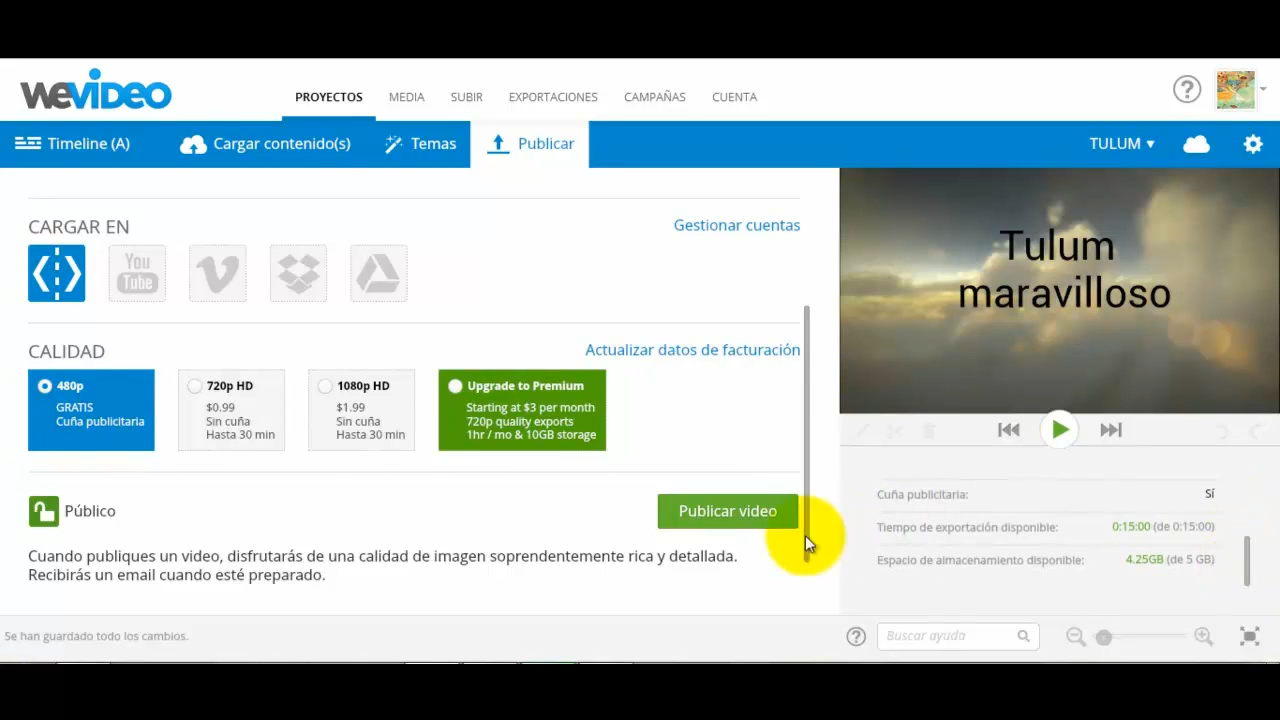 WEVIDEO
PROYECTOS MEDIA SUBIR EXPORTACIONES CAMPAÑAS CUENTA
Timeline (A) Cargar contenido(s) Temas Publicar TULUM
CARGAR EN Gestionar cuentas
You
Tube
CALIDAD Actualizar datos de facturación
480p
GRATIS
Cuña publicitaria
720p HD
$0.99
Sin cuña
Hasta 30 min
1080p HD
$1.99
Sin cuña
Hasta 30 min
Upgrade to Premium
Starting at $3 per month
720p quality exports
1hr / mo & 10GB storage
Público
Publicar video
Cuando publiques un video, disfrutarás de una calidad de imagen soprendentemente rica y detallada.
Recibirás un email cuando esté preparado.
Tulum
maravilloso
Cuña publicitaria: Sí
Tiempo de exportación disponible: 0:15:00 (de 0:15:00)
Espacio de almacenamiento disponible: 4.25GB (de 5 GB)
Se han guardado todo los cambios.
Buscar ayuda